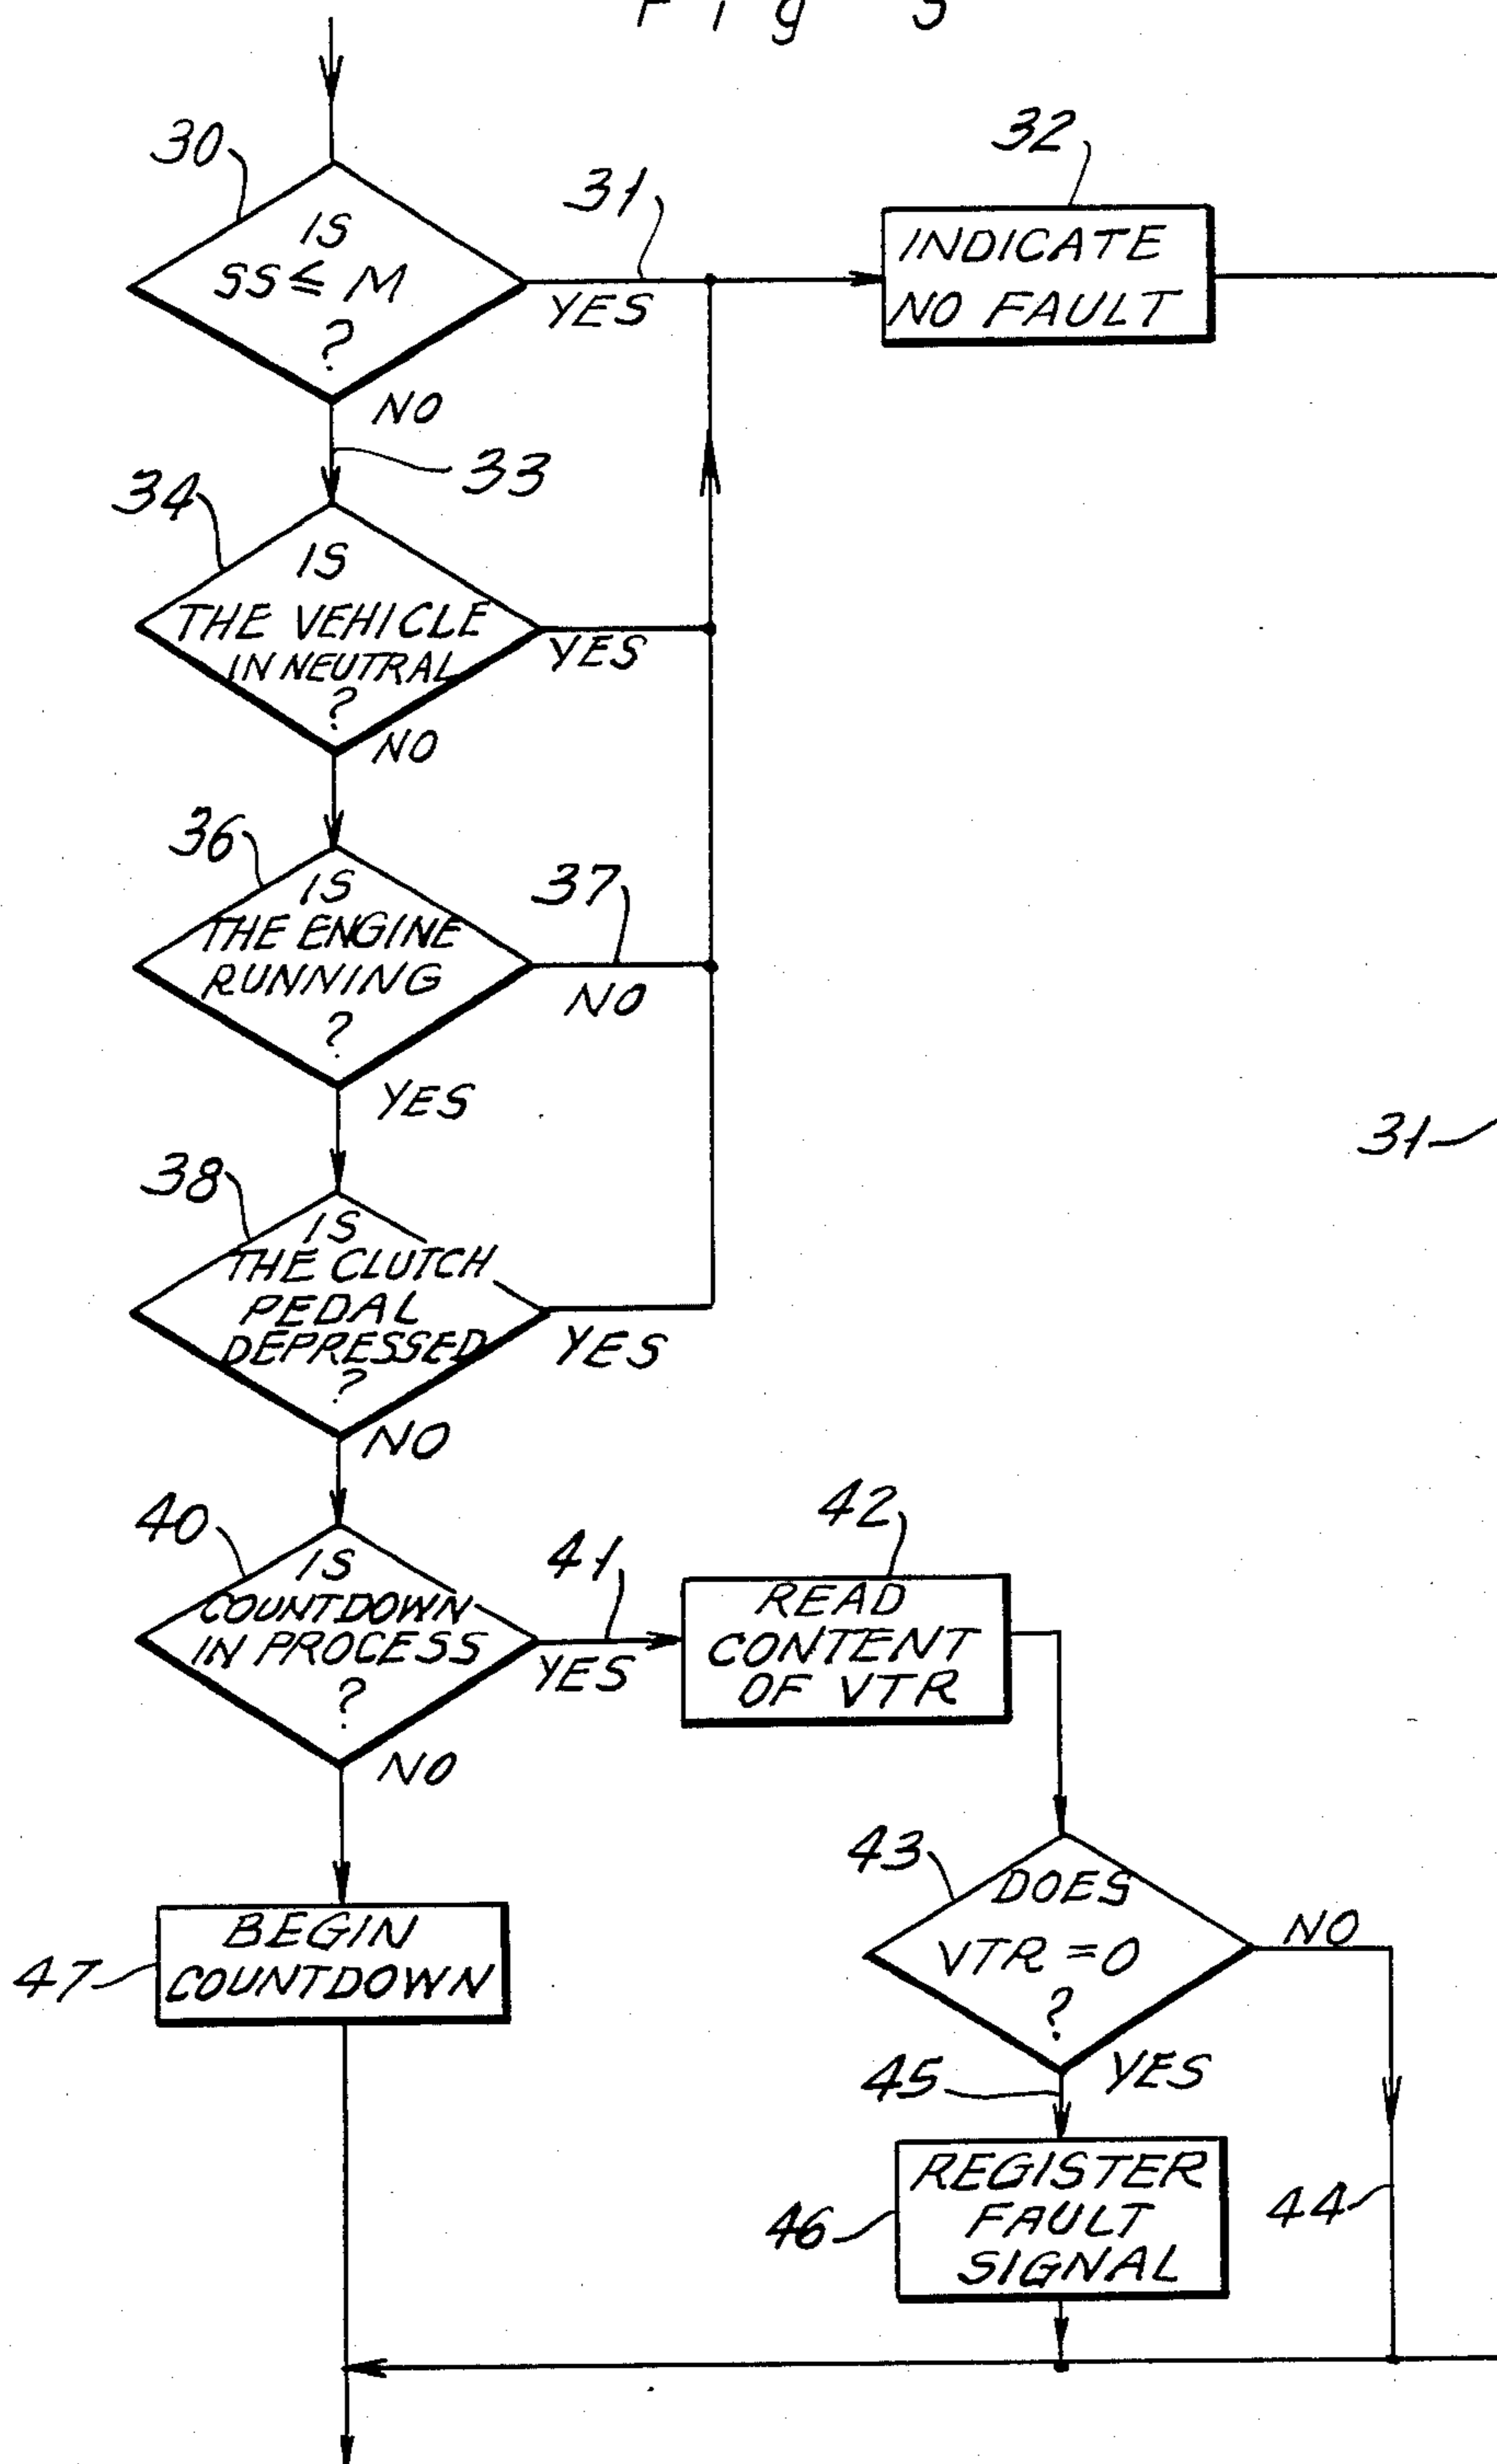 Fig 3
30
IS
SS ≤ M
?
31
YES
32
INDICATE
NO FAULT
NO
33
34
IS
THE VEHICLE
IN NEUTRAL
?
YES
NO
36
IS
THE ENGINE
RUNNING
?
37
NO
YES
31
38
IS
THE CLUTCH
PEDAL
DEPRESSED
?
YES
NO
40
IS
COUNTDOWN
IN PROCESS
?
41
YES
42
READ
CONTENT
OF VTR
NO
43
DOES
VTR = 0
?
NO
47
BEGIN
COUNTDOWN
45
YES
46
REGISTER
FAULT
SIGNAL
44